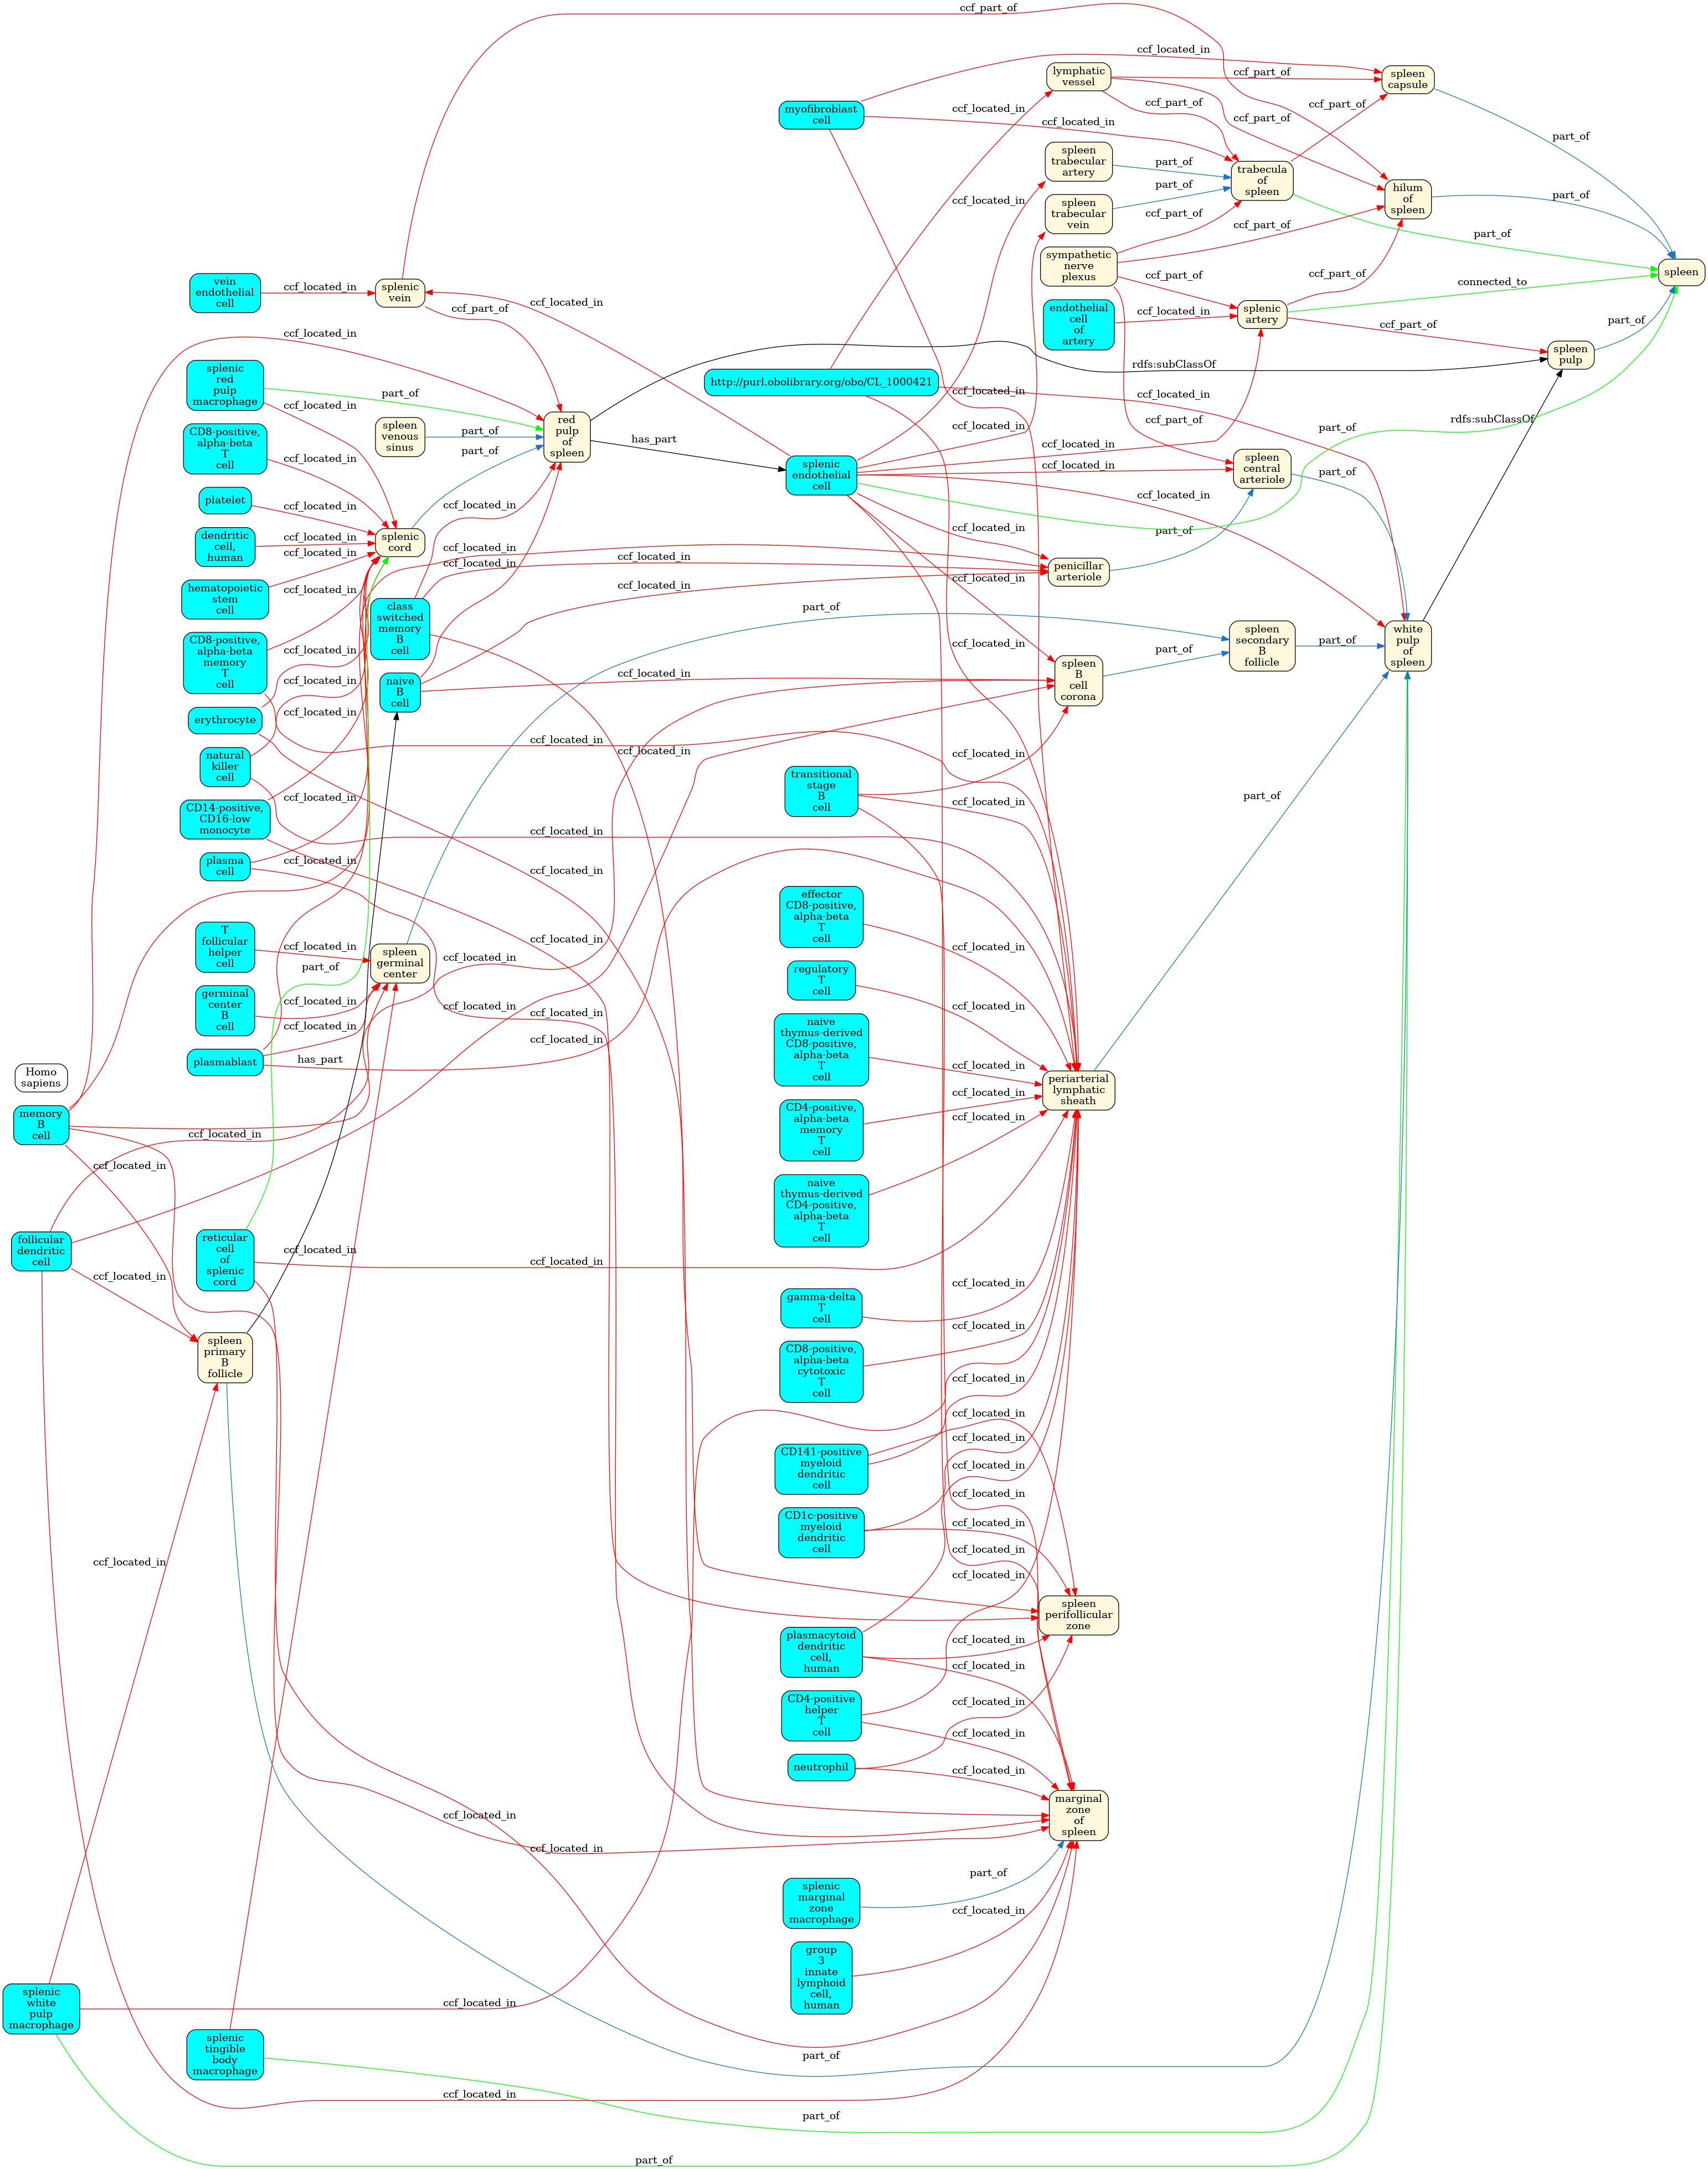 ccf_part_of
ccf_located_in
lymphatic
vessel
ccf_part_of
spleen
capsule
myofibroblast
cell
ccf_located_in
ccf_part_of
ccf_part_of
ccf_part_of
ccf_located_in
part_of
spleen
trabecular
artery
part_of
trabecula
of
spleen
hilum
of
spleen
part_of
ccf_located_in
spleen
trabecular
vein
part_of
ccf_part_of
ccf_part_of
part_of
sympathetic
nerve
plexus
ccf_part_of
ccf_part_of
connected_to
spleen
vein
endothelial
cell
ccf_located_in
splenic
vein
ccf_located_in
ccf_part_of
endothelial
cell
of
artery
ccf_located_in
splenic
artery
ccf_part_of
part_of
ccf_located_in
rdfs:subClassOf
spleen
pulp
splenic
red
pulp
macrophage
part_of
ccf_located_in
http://purl.obolibrary.org/obo/CL_1000421
ccf_located_in
ccf_located_in
ccf_part_of
rdfs:subClassOf
CD8-positive,
alpha-beta
T
cell
ccf_located_in
spleen
venous
sinus
part_of
part_of
red
pulp
of
spleen
has_part
ccf_located_in
ccf_located_in
ccf_located_in
part_of
splenic
endothelial
cell
spleen
central
arteriole
part_of
platelet
ccf_located_in
ccf_located_in
ccf_located_in
dendritic
cell,
human
ccf_located_in
ccf_located_in
splenic
cord
ccf_located_in
ccf_located_in
ccf_located_in
part_of
penicillar
arteriole
hematopoietic
stem
cell
ccf_located_in
ccf_located_in
ccf_located_in
class
switched
memory
B
cell
part_of
CD8-positive,
alpha-beta
memory
T
cell
ccf_located_in
spleen
secondary
B
follicle
part_of
white
pulp
of
spleen
part_of
ccf_located_in
naive
B
cell
ccf_located_in
spleen
B
cell
corona
erythrocyte
ccf_located_in
natural
killer
cell
ccf_located_in
ccf_located_in
ccf_located_in
transitional
stage
B
cell
ccf_located_in
part_of
CD14-positive,
CD16-low
monocyte
ccf_located_in
ccf_located_in
plasma
cell
ccf_located_in
ccf_located_in
effector
CD8-positive,
alpha-beta
T
cell
ccf_located_in
T
follicular
helper
cell
ccf_located_in
part_of
spleen
germinal
center
ccf_located_in
ccf_located_in
regulatory
T
cell
germinal
center
B
cell
ccf_located_in
ccf_located_in
ccf_located_in
ccf_located_in
naive
thymus-derived
CD8-positive,
alpha-beta
T
cell
ccf_located_in
ccf_located_in
plasmablast
has_part
ccf_located_in
ccf_located_in
Homo
sapiens
periarterial
lymphatic
sheath
memory
B
cell
ccf_located_in
ccf_located_in
CD4-positive,
alpha-beta
memory
T
cell
ccf_located_in
ccf_located_in
naive
thymus-derived
CD4-positive,
alpha-beta
T
cell
follicular
dendritic
cell
ccf_located_in
reticular
cell
of
splenic
cord
ccf_located_in
ccf_located_in
ccf_located_in
gamma-delta
T
cell
ccf_located_in
spleen
primary
B
follicle
CD8-positive,
alpha-beta
cytotoxic
T
cell
ccf_located_in
ccf_located_in
ccf_located_in
CD141-positive
myeloid
dendritic
cell
ccf_located_in
ccf_located_in
CD1c-positive
myeloid
dendritic
cell
ccf_located_in
ccf_located_in
ccf_located_in
ccf_located_in
spleen
perifollicular
zone
plasmacytoid
dendritic
cell,
human
ccf_located_in
ccf_located_in
CD4-positive
helper
T
cell
ccf_located_in
ccf_located_in
neutrophil
ccf_located_in
ccf_located_in
ccf_located_in
marginal
zone
of
spleen
part_of
splenic
marginal
zone
macrophage
ccf_located_in
group
3
innate
lymphoid
cell,
human
splenic
white
pulp
macrophage
ccf_located_in
splenic
tingible
body
macrophage
part_of
ccf_located_in
part_of
part_of